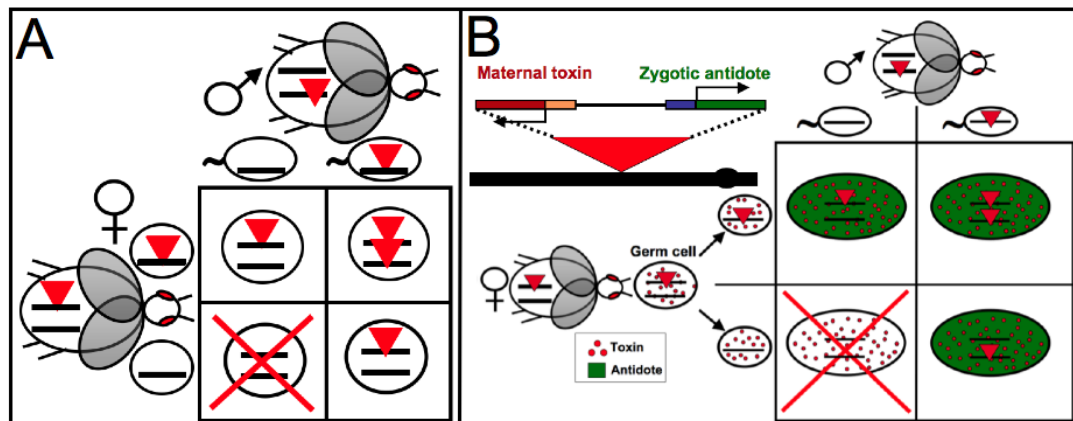 A
B
Maternal toxin
Zygotic antidote
Germ cell
Toxin
Antidote